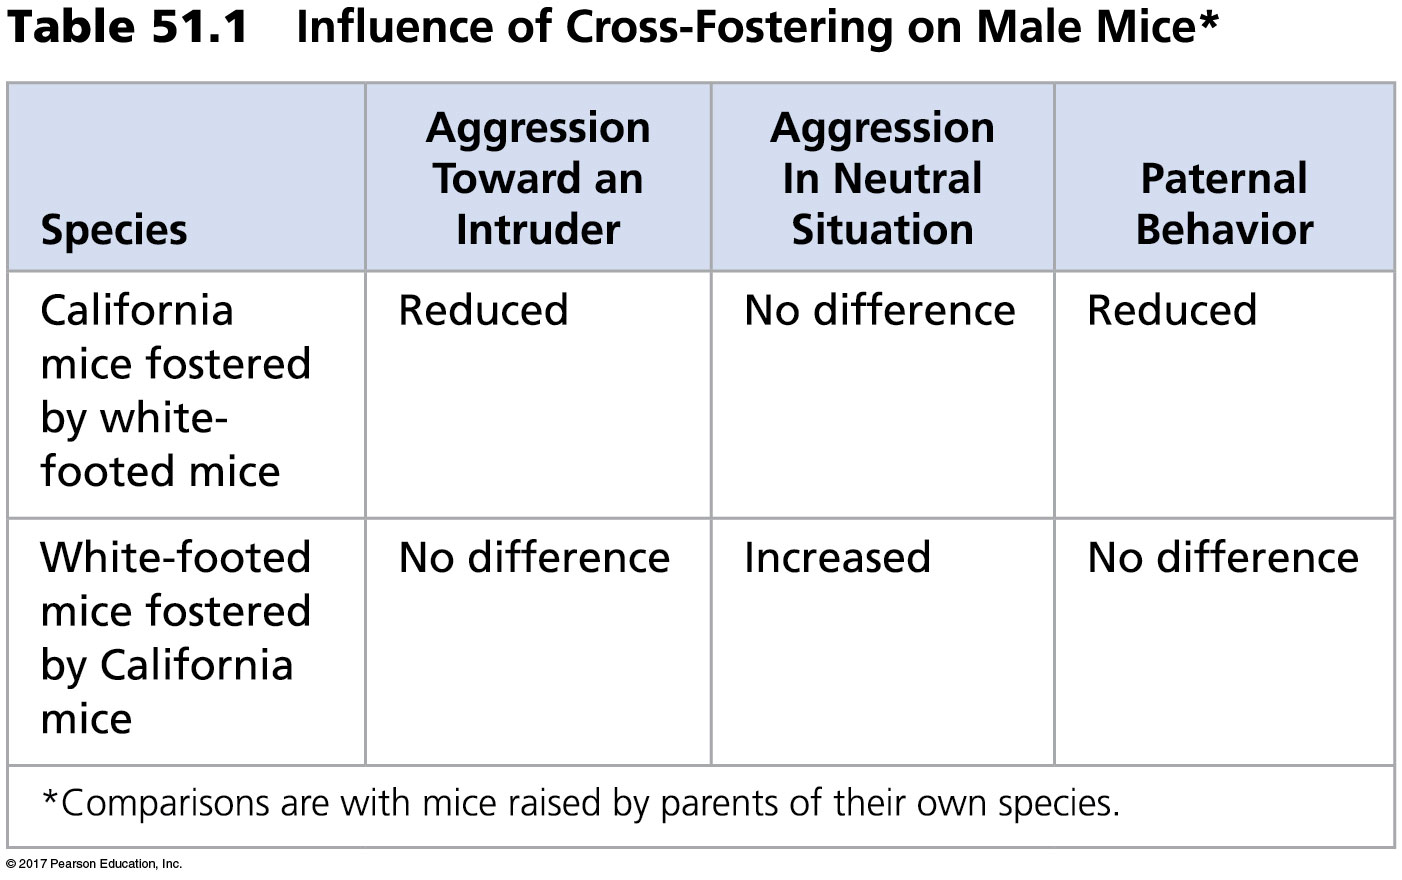 Table 51.1 Influence of Cross-Fostering on Male Mice*
Species
Aggression
Toward an
Intruder
Aggression
In Neutral
Situation
Paternal
Behavior
California
mice fostered
by white-
footed mice
Reduced
No difference
Reduced
White-footed
mice fostered
by California
mice
No difference
Increased
No difference
*Comparisons are with mice raised by parents of their own species.
© 2017 Pearson Education, Inc.